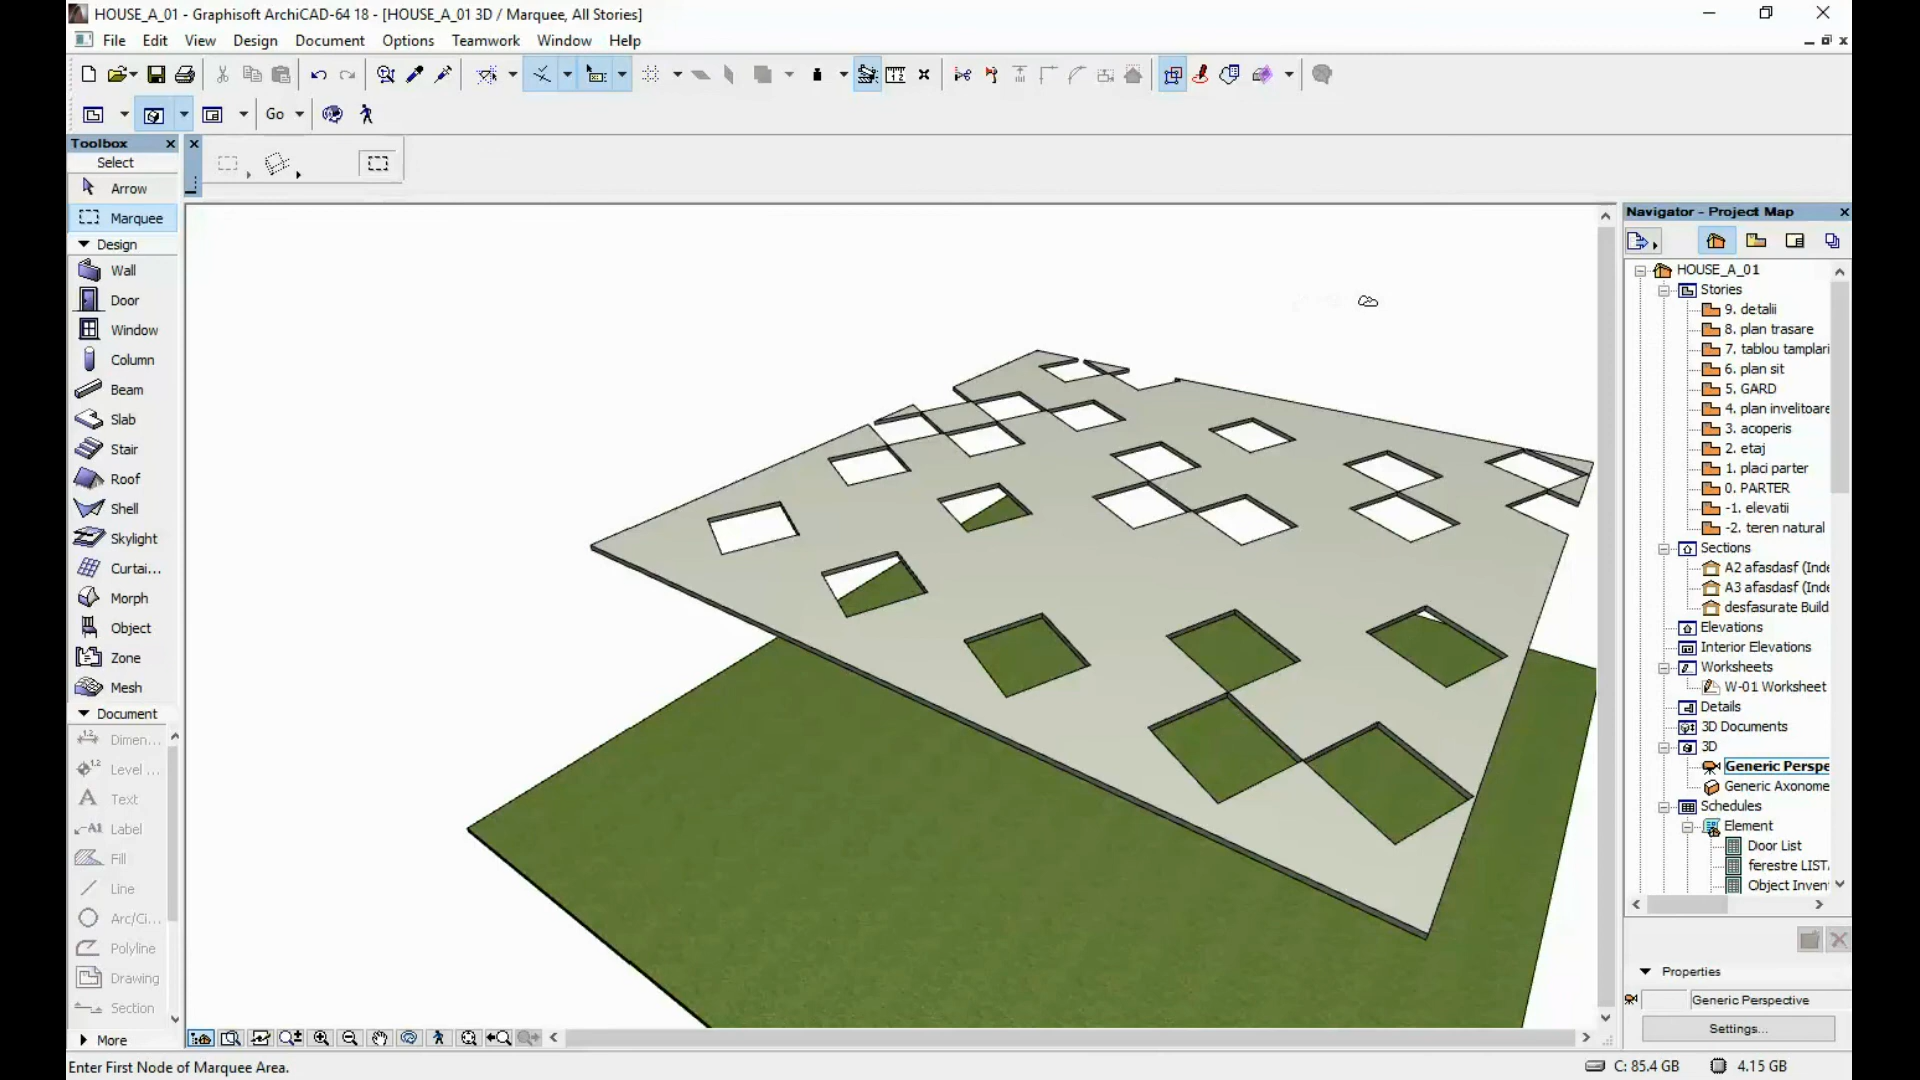 HOUSE_A_01 - Graphisoft ArchiCAD-64 18 - [HOUSE_A_01 3D / Marquee, All Stories]
File Edit View Design Document Options Teamwork Window Help
Go
Toolbox
Select
Arrow
Marquee
Design
Wall
Door
Window
Column
Beam
Slab
Stair
Roof
Shell
Skylight
Curtai...
Morph
Object
Zone
Mesh
Document
Dimen...
Level ...
Text
Label
Fill
Line
Arc/Ci...
Polyline
Drawing
Section
More
Navigator - Project Map
HOUSE_A_01
Stories
9. detalii
8. plan trasare
7. tablou tamplari
6. plan sit
5. GARD
4. plan invelitoare
3. acoperis
2. etaj
1. placi parter
0. PARTER
-1. elevatii
-2. teren natural
Sections
A2 afasdasf (Inde
A3 afasdasf (Inde
desfasurate Build
Elevations
Interior Elevations
Worksheets
W-01 Worksheet
Details
3D Documents
3D
Generic Perspe
Generic Axonome
Schedules
Element
Door List
ferestre LISTA
Object Inven
Properties
Generic Perspective
Settings...
Enter First Node of Marquee Area.
C: 85.4 GB
4.15 GB